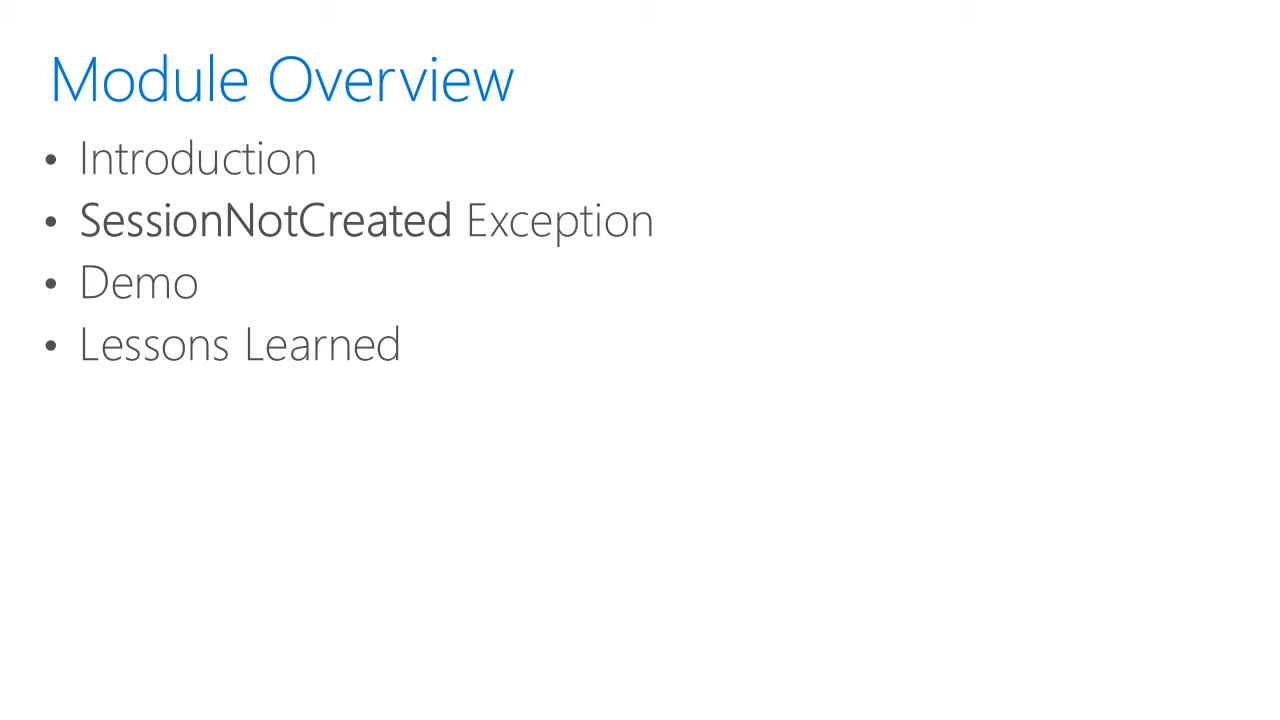 Module Overview
• Introduction
• SessionNotCreated Exception
• Demo
• Lessons Learned